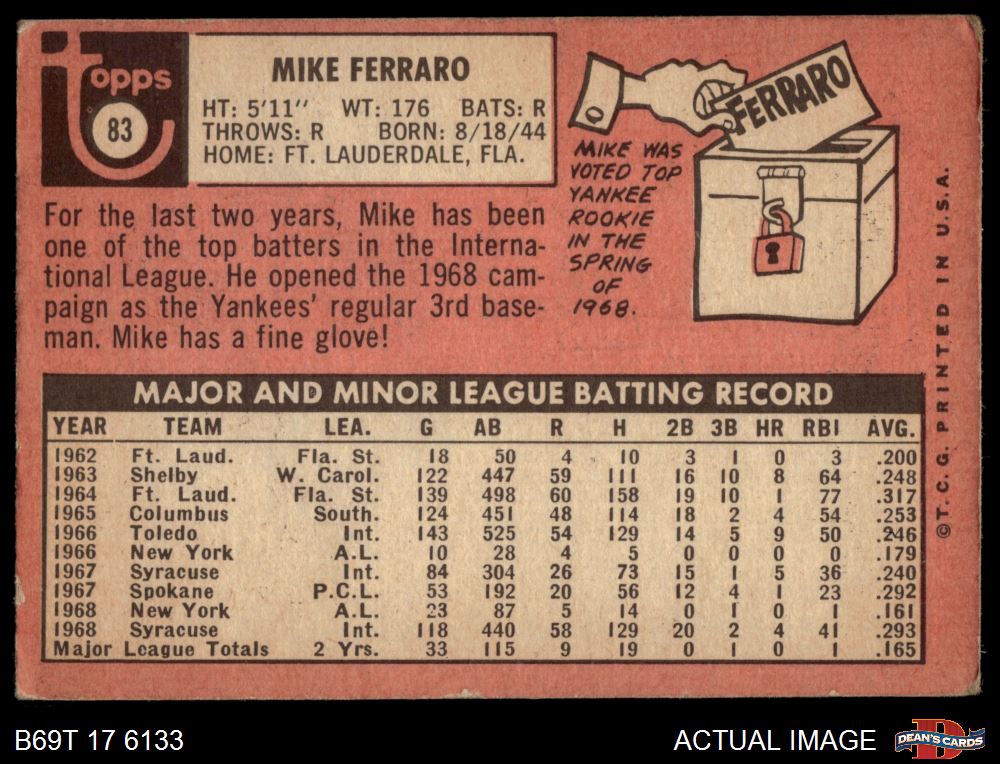 topps
83
MIKE FERRARO
HT: 5'11" WT: 176 BATS: R
THROWS: R BORN: 8/18/44
HOME: FT. LAUDERDALE, FLA.
For the last two years, Mike has been
one of the top batters in the Interna-
tional League. He opened the 1968 cam-
paign as the Yankees' regular 3rd base-
man. Mike has a fine glove!
FERRARO
MIKE WAS
VOTED TOP
YANKEE
ROOKIE
IN THE
SPRING
OF
1968.
MAJOR AND MINOR LEAGUE BATTING RECORD
YEAR TEAM LEA. G AB R H 2B 3B HR RBI AVG.
1962 Ft. Laud. Fla. St. 18 50 4 10 3 1 0 3 .200
1963 Shelby W. Carol. 122 447 59 111 16 10 8 64 .248
1964 Ft. Laud. Fla. St. 139 498 60 158 19 10 1 77 .317
1965 Columbus South. 124 451 48 114 18 2 4 54 .253
1966 Toledo Int. 143 525 54 129 14 5 9 50 .246
1966 New York A.L. 10 28 4 5 0 0 0 0 .179
1967 Syracuse Int. 84 304 26 73 15 1 5 36 .240
1967 Spokane P.C.L. 53 192 20 56 12 4 1 23 .292
1968 New York A.L. 23 87 5 14 0 1 0 1 .161
1968 Syracuse Int. 118 440 58 129 20 2 4 41 .293
Major League Totals 2 Yrs. 33 115 9 19 0 1 0 1 .165
©T.C.G. PRINTED IN U.S.A.
B69T 17 6133
ACTUAL IMAGE
D
DEAN'S CARDS